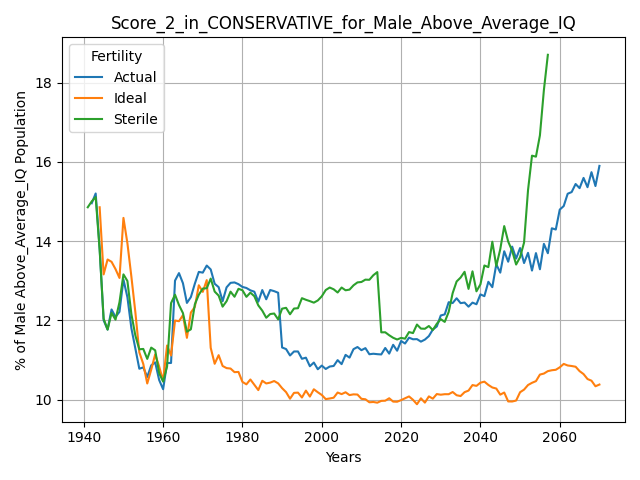 Score_2_in_CONSERVATIVE_for_Male_Above_Average_IQ
Fertility
Actual
Ideal
Sterile
% of Male Above_Average_IQ Population
18
16
14
12
10
1940
1960
1980
2000
2020
2040
2060
Years